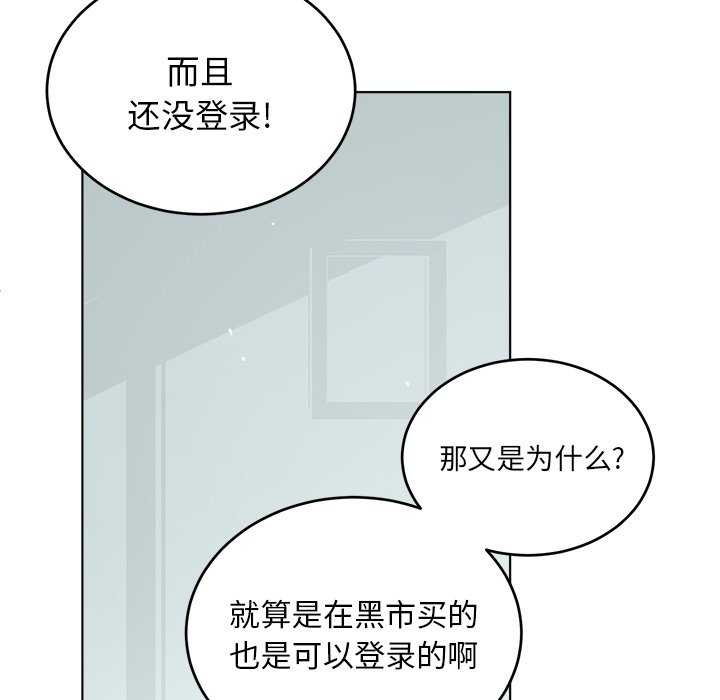 而且
还没登录!
那又是为什么?
就算是在黑市买的
也是可以登录的啊